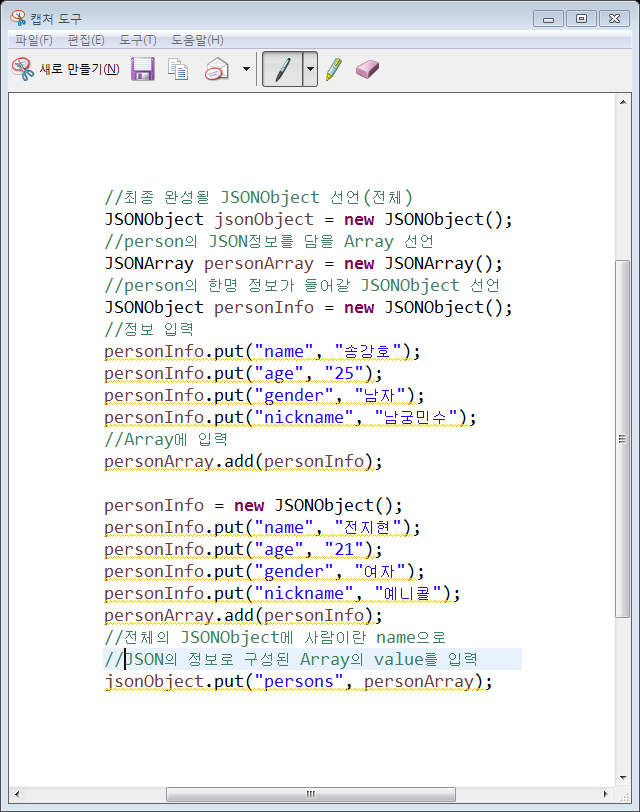 캡처 도구
파일(F) 편집(E) 도구(T) 도움말(H)
새로 만들기(N)
//최종 완성될 JSONObject 선언(전체)
JSONObject jsonObject = new JSONObject();
//person의 JSON정보를 담을 Array 선언
JSONArray personArray = new JSONArray();
//person의 한명 정보가 들어갈 JSONObject 선언
JSONObject personInfo = new JSONObject();
//정보 입력
personInfo.put("name", "송강호");
personInfo.put("age", "25");
personInfo.put("gender", "남자");
personInfo.put("nickname", "남궁민수");
//Array에 입력
personArray.add(personInfo);
personInfo = new JSONObject();
personInfo.put("name", "전지현");
personInfo.put("age", "21");
personInfo.put("gender", "여자");
personInfo.put("nickname", "예니콜");
personArray.add(personInfo);
//전체의 JSONObject에 사람이란 name으로
//JSON의 정보로 구성된 Array의 value를 입력
jsonObject.put("persons", personArray);